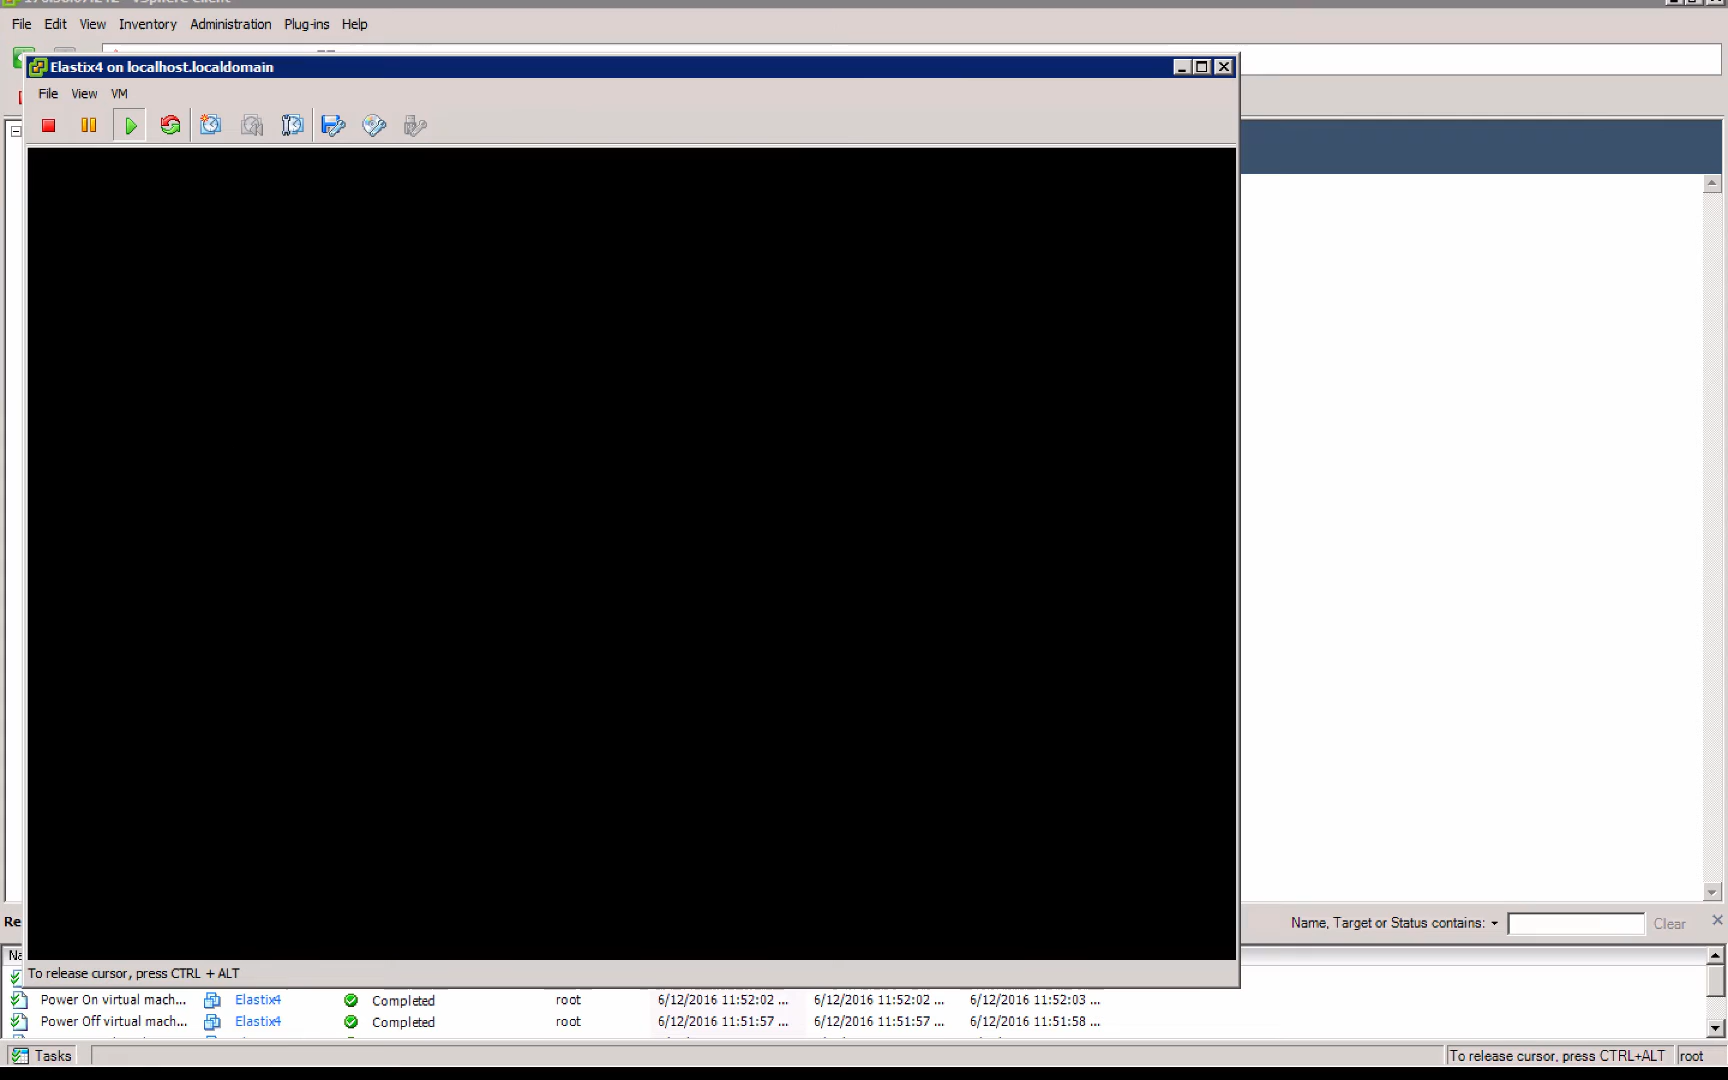 File Edit View Inventory Administration Plug-ins Help
Elastix4 on localhost.localdomain
File View VM
Name, Target or Status contains: Clear
To release cursor, press CTRL + ALT
Power On virtual mach... Elastix4 Completed root 6/12/2016 11:52:02 ... 6/12/2016 11:52:02 ... 6/12/2016 11:52:03 ...
Power Off virtual mach... Elastix4 Completed root 6/12/2016 11:51:57 ... 6/12/2016 11:51:57 ... 6/12/2016 11:51:58 ...
Tasks To release cursor, press CTRL+ALT root